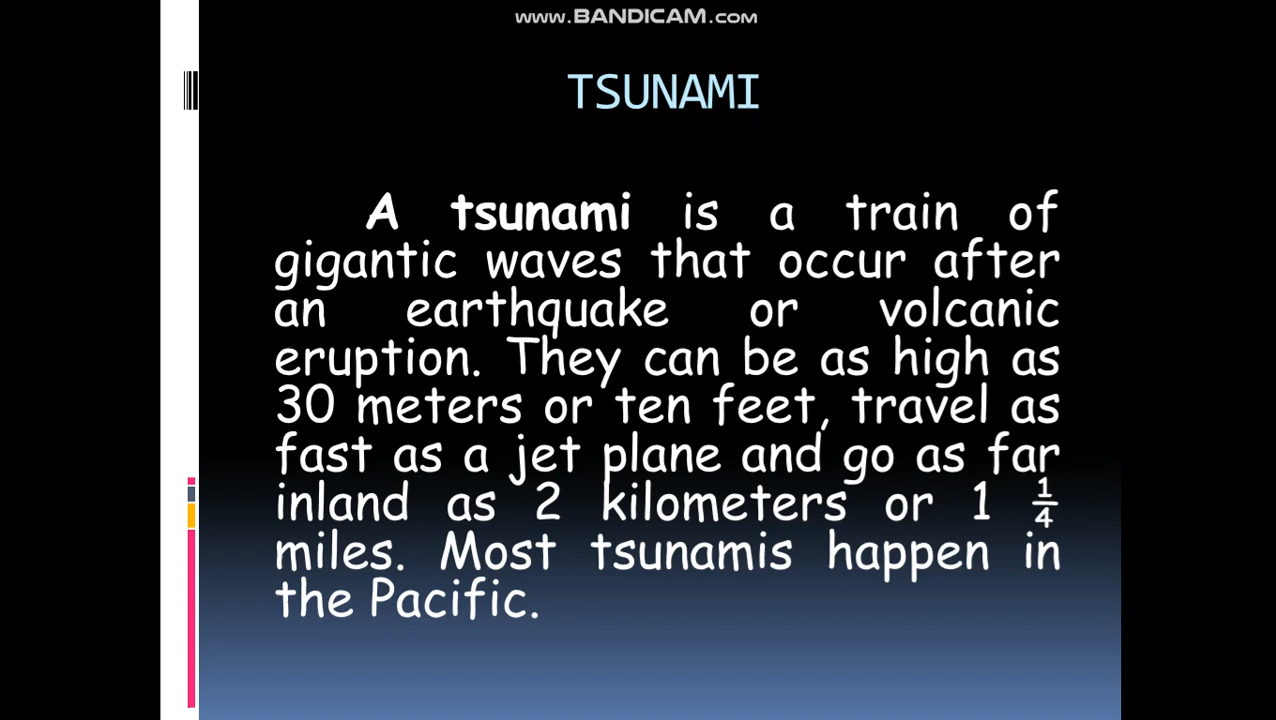 www.BANDICAM.com
TSUNAMI
A tsunami is a train of
gigantic waves that occur after
an earthquake or volcanic
eruption. They can be as high as
30 meters or ten feet, travel as
fast as a jet plane and go as far
inland as 2 kilometers or 1 ¼
miles. Most tsunamis happen in
the Pacific.